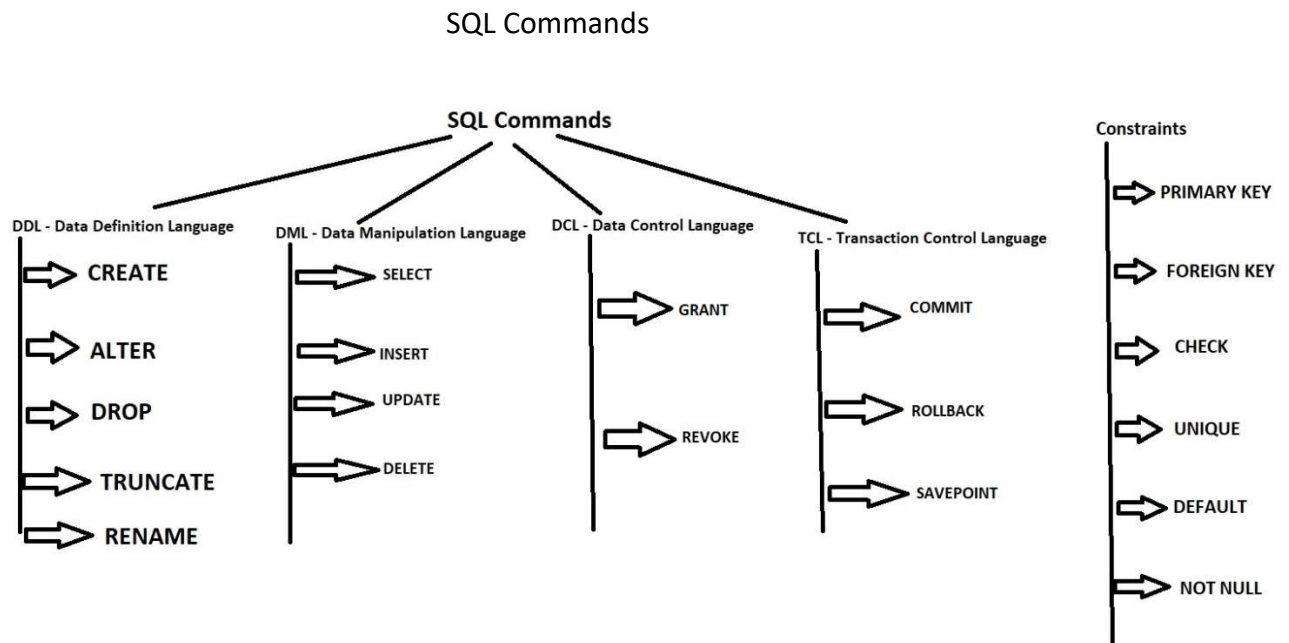 SQL Commands
SQL Commands
DDL - Data Definition Language
CREATE
ALTER
DROP
TRUNCATE
RENAME
DML - Data Manipulation Language
SELECT
INSERT
UPDATE
DELETE
DCL - Data Control Language
GRANT
REVOKE
TCL - Transaction Control Language
COMMIT
ROLLBACK
SAVEPOINT
Constraints
PRIMARY KEY
FOREIGN KEY
CHECK
UNIQUE
DEFAULT
NOT NULL